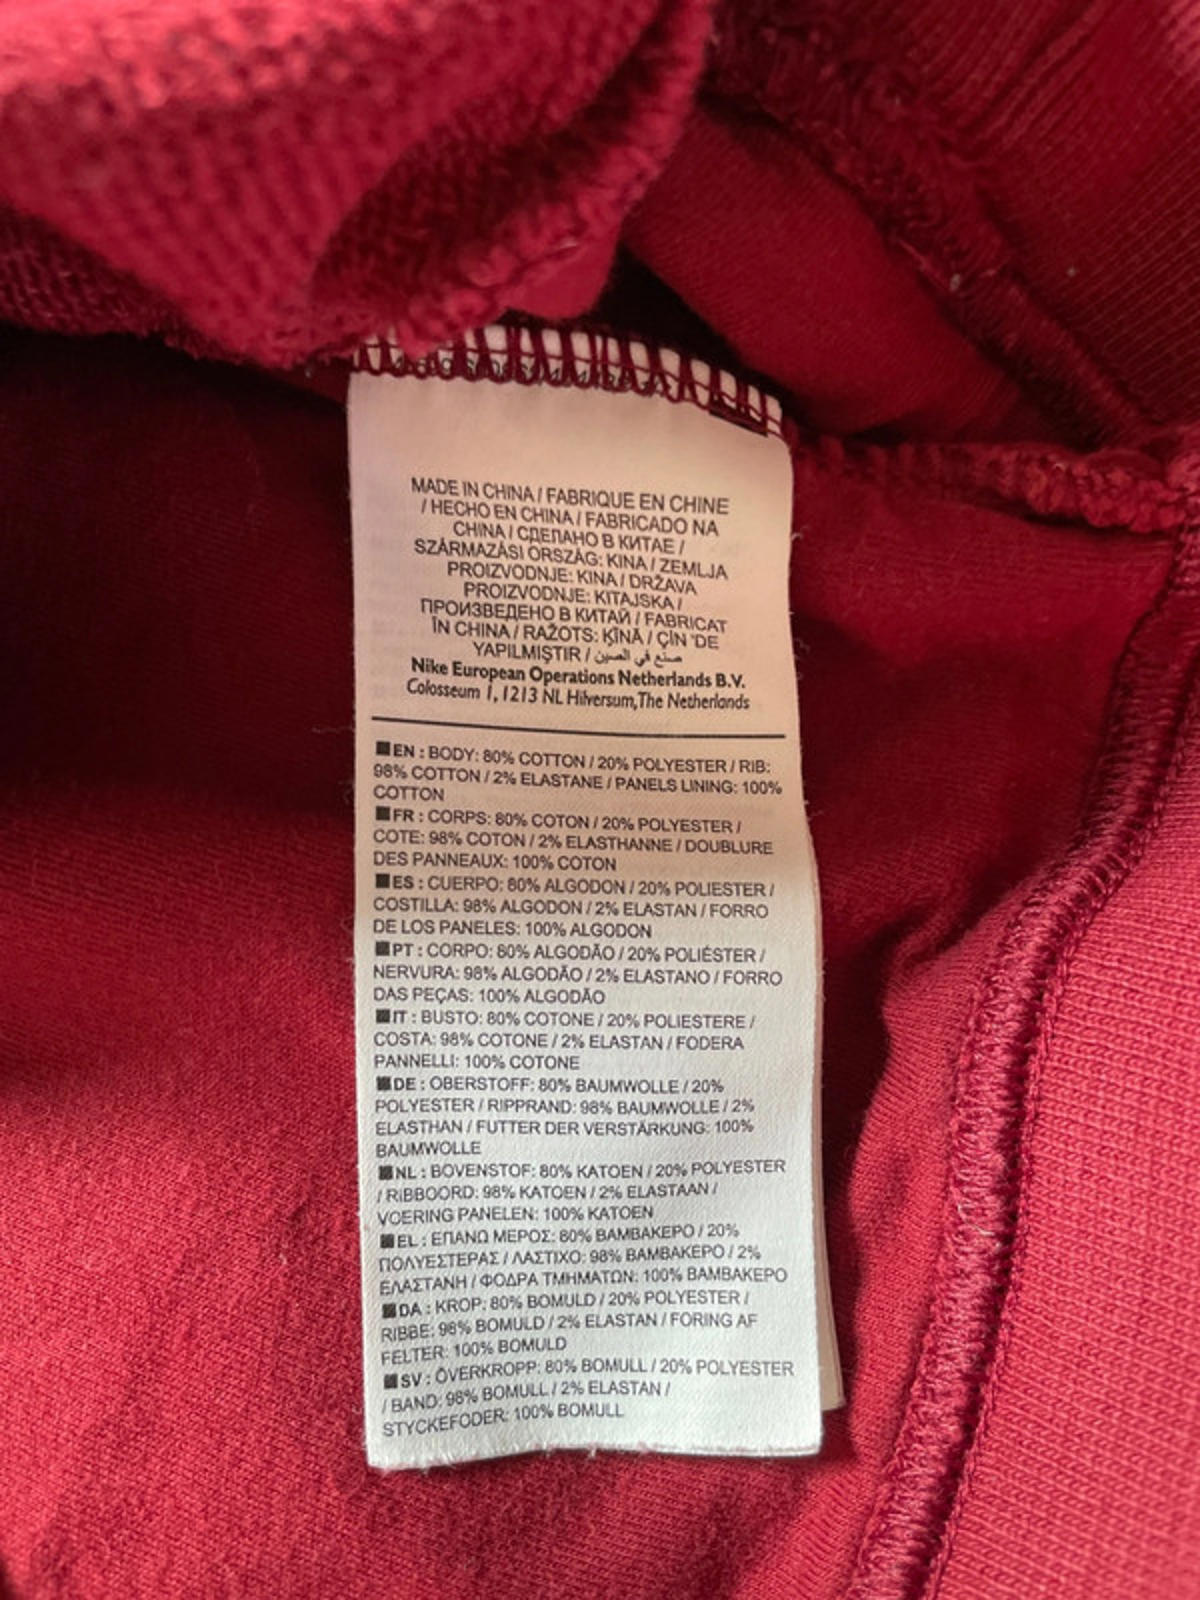 MADE IN CHINA / FABRIQUE EN CHINE
/ HECHO EN CHINA / FABRICADO NA
CHINA / СДЕЛАНО В КИТАЕ /
SZÁRMAZÁSI ORSZÁG: KINA / ZEMLJA
PROIZVODNJE: KINA / DRŽAVA
PROIZVODNJE: KITAJSKA /
ПРОИЗВЕДЕНО В КИТАЙ / FABRICAT
ÎN CHINA / RAŽOTS: ĶĪNĀ / ÇİN 'DE
YAPILMIŞTIR / صنع في الصين
Nike European Operations Netherlands B.V.
Colosseum 1, 1213 NL Hilversum,The Netherlands
EN : BODY: 80% COTTON / 20% POLYESTER / RIB:
98% COTTON / 2% ELASTANE / PANELS LINING: 100%
COTTON
FR : CORPS: 80% COTON / 20% POLYESTER /
COTE: 98% COTON / 2% ELASTHANNE / DOUBLURE
DES PANNEAUX: 100% COTON
ES : CUERPO: 80% ALGODON / 20% POLIESTER /
COSTILLA: 98% ALGODON / 2% ELASTAN / FORRO
DE LOS PANELES: 100% ALGODON
PT : CORPO: 80% ALGODÃO / 20% POLIÉSTER /
NERVURA: 98% ALGODÃO / 2% ELASTANO / FORRO
DAS PEÇAS: 100% ALGODÃO
IT : BUSTO: 80% COTONE / 20% POLIESTERE /
COSTA: 98% COTONE / 2% ELASTAN / FODERA
PANNELLI: 100% COTONE
DE : OBERSTOFF: 80% BAUMWOLLE / 20%
POLYESTER / RIPPRAND: 98% BAUMWOLLE / 2%
ELASTHAN / FUTTER DER VERSTÄRKUNG: 100%
BAUMWOLLE
NL : BOVENSTOF: 80% KATOEN / 20% POLYESTER
/ RIBBOORD: 98% KATOEN / 2% ELASTAAN /
VOERING PANELEN: 100% KATOEN
EL : ΕΠΑΝΩ ΜΕΡΟΣ: 80% ΒΑΜΒΑΚΕΡΟ / 20%
ΠΟΛΥΕΣΤΕΡΑΣ / ΛΑΣΤΙΧΟ: 98% ΒΑΜΒΑΚΕΡΟ / 2%
ΕΛΑΣΤΑΝΗ / ΦΟΔΡΑ ΤΜΗΜΑΤΩΝ: 100% ΒΑΜΒΑΚΕΡΟ
DA : KROP: 80% BOMULD / 20% POLYESTER /
RIBBE: 98% BOMULD / 2% ELASTAN / FORING AF
FELTER: 100% BOMULD
SV : ÖVERKROPP: 80% BOMULL / 20% POLYESTER
/ BAND: 98% BOMULL / 2% ELASTAN /
STYCKEFODER: 100% BOMULL